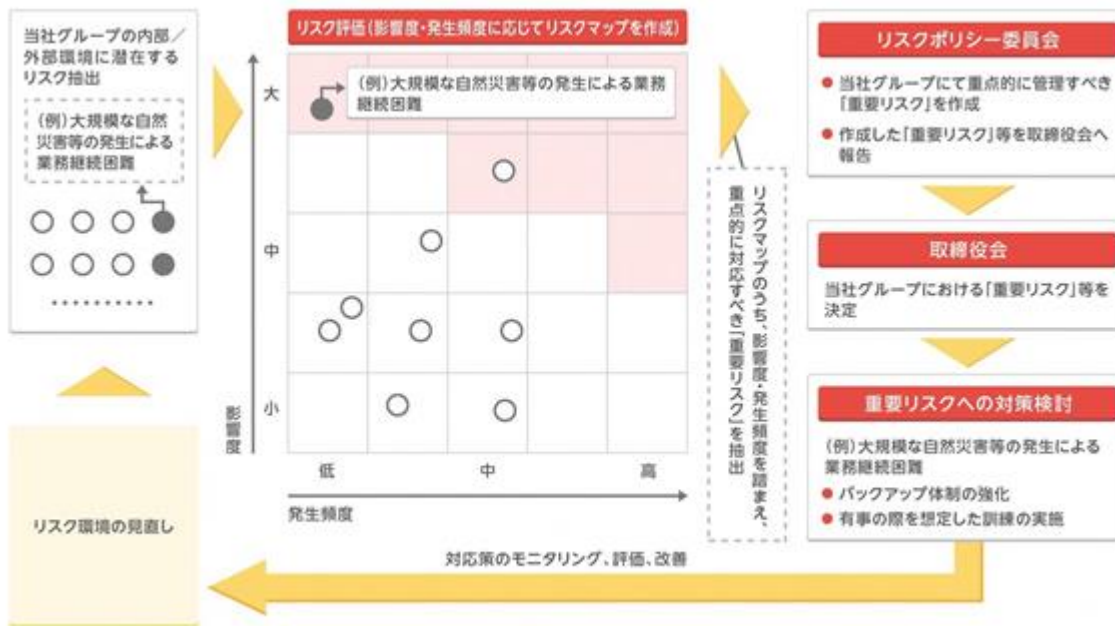 当社グループの内部／
外部環境に潜在する
リスク抽出
(例)大規模な自然
災害等の発生による
業務継続困難
‥‥‥‥‥
リスク評価(影響度・発生頻度に応じてリスクマップを作成)
(例)大規模な自然災害等の発生による業務
継続困難
大
中
小
度響影
低
中
高
発生頻度
リスクマップのうち、影響度・発生頻度を踏まえ、
重点的に対応すべき「重要リスク」を抽出
リスクポリシー委員会
● 当社グループにて重点的に管理すべき
『重要リスク』を作成
● 作成した「重要リスク」等を取締役会へ
報告
取締役会
当社グループにおける「重要リスク」等を
決定
重要リスクへの対策検討
(例)大規模な自然災害等の発生による
業務継続困難
● バックアップ体制の強化
● 有事の際を想定した訓練の実施
対応策のモニタリング、評価、改善
リスク環境の見直し